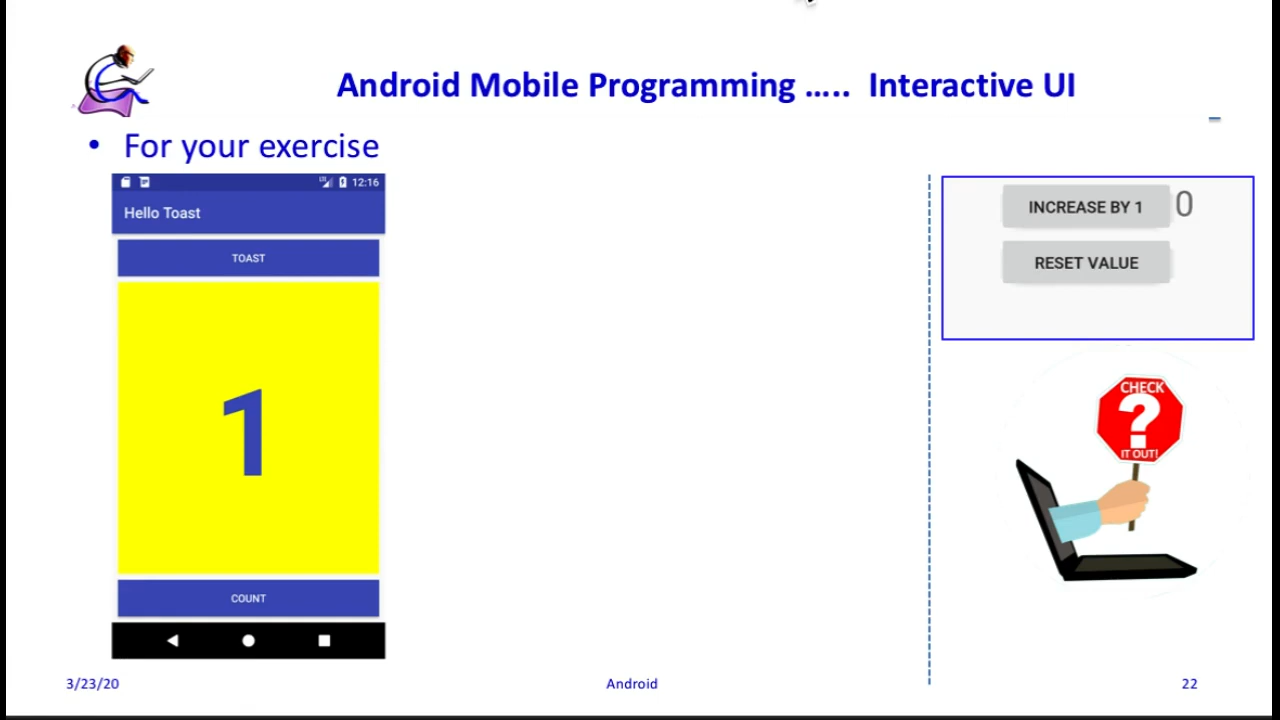 Android Mobile Programming ….. Interactive UI
• For your exercise
LTE 12:16
Hello Toast
TOAST
1
COUNT
INCREASE BY 1 0
RESET VALUE
CHECK
?
IT OUT!
3/23/20 Android 22